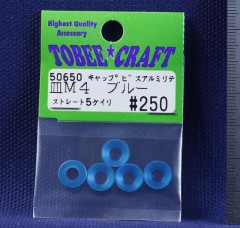 Highest Quality
Accessory
TOBEE★CRAFT
50650 キャップビスアルミリテ
皿M4 ブルー
ストレート5ケイリ
#250